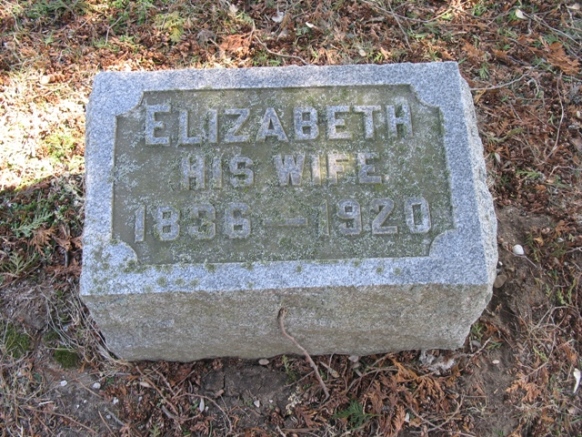 ELIZABETH
HIS WIFE
1836 — 1920